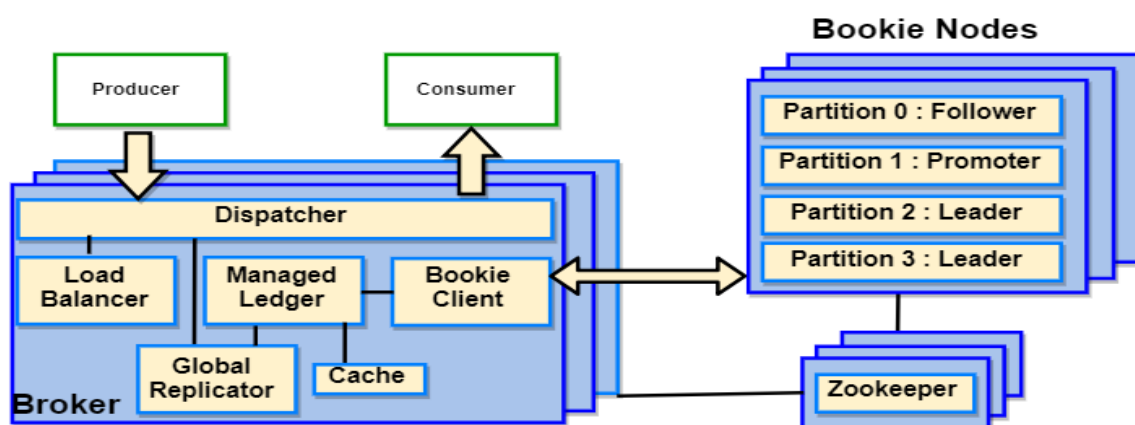 Bookie Nodes
Producer
Consumer
Partition 0 : Follower
Partition 1 : Promoter
Partition 2 : Leader
Partition 3 : Leader
Dispatcher
Load
Balancer
Managed
Ledger
Bookie
Client
Global
Replicator
Cache
Broker
Zookeeper